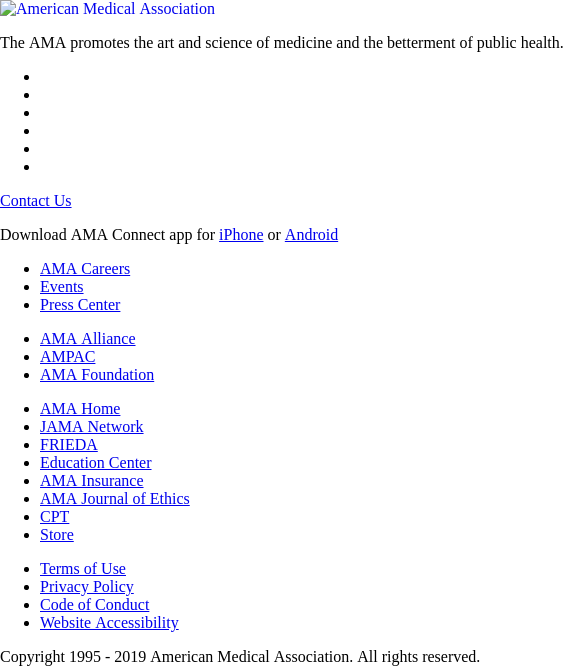 American Medical Association
The AMA promotes the art and science of medicine and the betterment of public health.
Contact Us
Download AMA Connect app for iPhone or Android
AMA Careers
Events
Press Center
AMA Alliance
AMPAC
AMA Foundation
AMA Home
JAMA Network
FRIEDA
Education Center
AMA Insurance
AMA Journal of Ethics
CPT
Store
Terms of Use
Privacy Policy
Code of Conduct
Website Accessibility
Copyright 1995 - 2019 American Medical Association. All rights reserved.